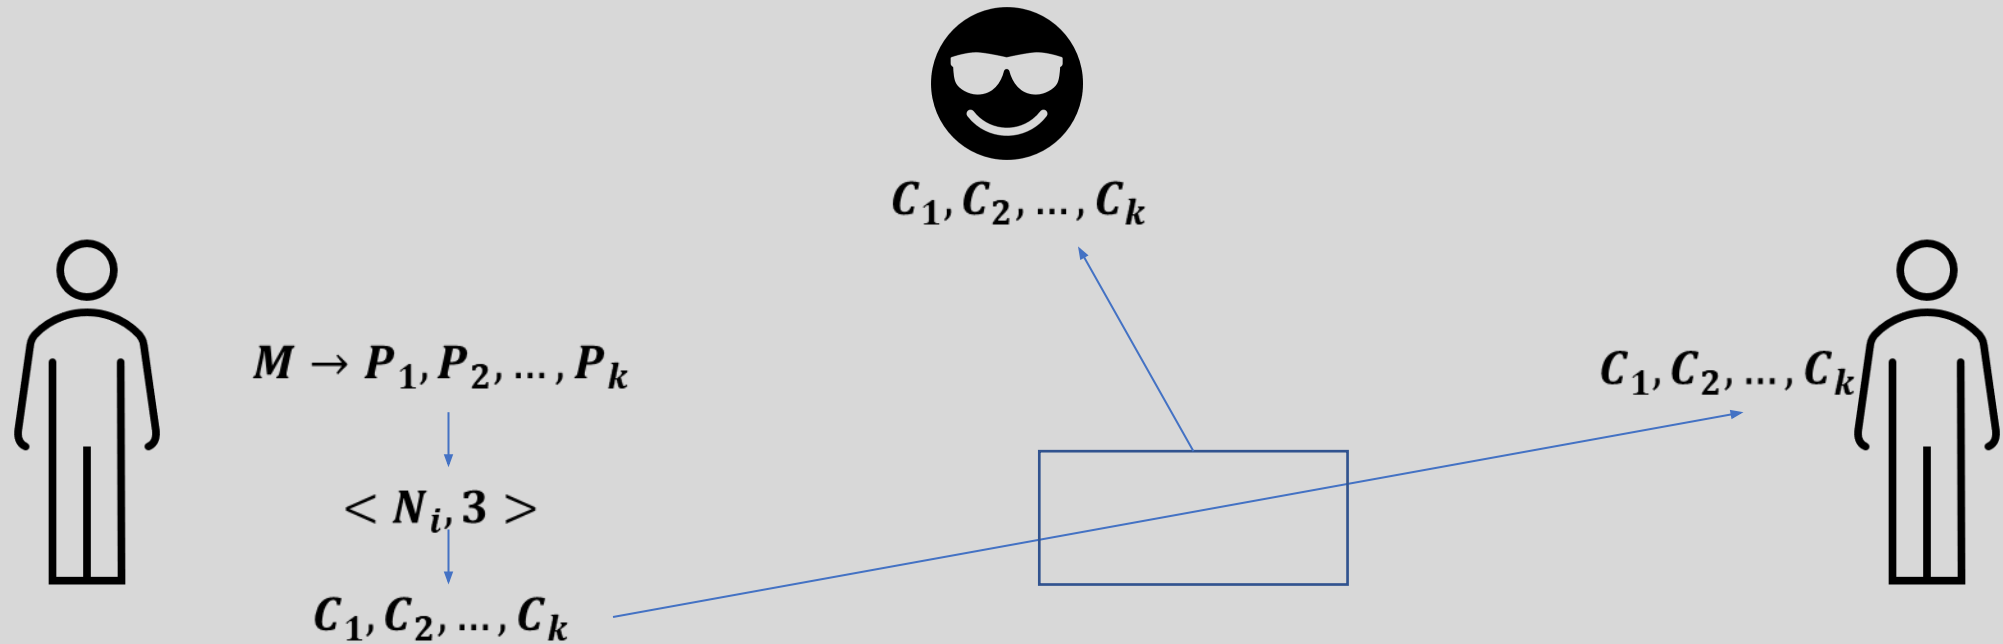 C₁, C₂, …, Cₖ
M → P₁, P₂, …, Pₖ
C₁, C₂, …, Cₖ
< Nᵢ, 3 >
C₁, C₂, …, Cₖ